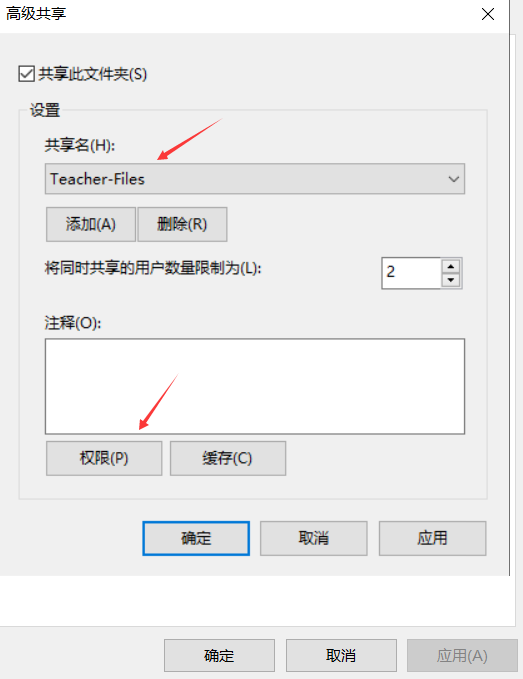 高级共享
共享此文件夹(S)
设置
共享名(H):
Teacher-Files
添加(A) 删除(R)
将同时共享的用户数量限制为(L): 2
注释(O):
权限(P) 缓存(C)
确定 取消 应用
确定 取消 应用(A)